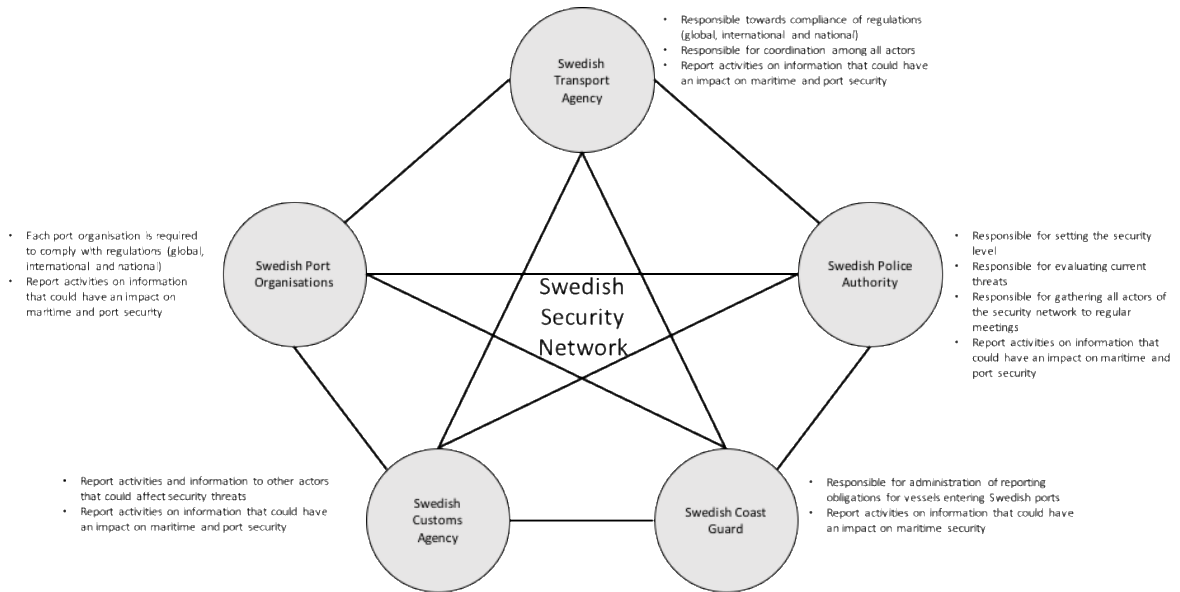 • Responsible towards compliance of regulations
(global, international and national)
• Responsible for coordination among all actors
• Report activities on information that could have
an impact on maritime and port security
Swedish
Transport
Agency
• Each port organisation is required
to comply with regulations (global,
international and national)
• Report activities on information
that could have an impact on
maritime and port security
Swedish Port
Organisations
Swedish
Security
Network
Swedish Police
Authority
• Responsible for setting the security
level
• Responsible for evaluating current
threats
• Responsible for gathering all actors of
the security network to regular
meetings
• Report activities on information that
could have an impact on maritime and
port security
• Report activities and information to other actors
that could affect security threats
• Report activities on information that could have
an impact on maritime and port security
Swedish
Customs
Agency
Swedish Coast
Guard
• Responsible for administration of reporting
obligations for vessels entering Swedish ports
• Report activities on information that could have
an impact on maritime security